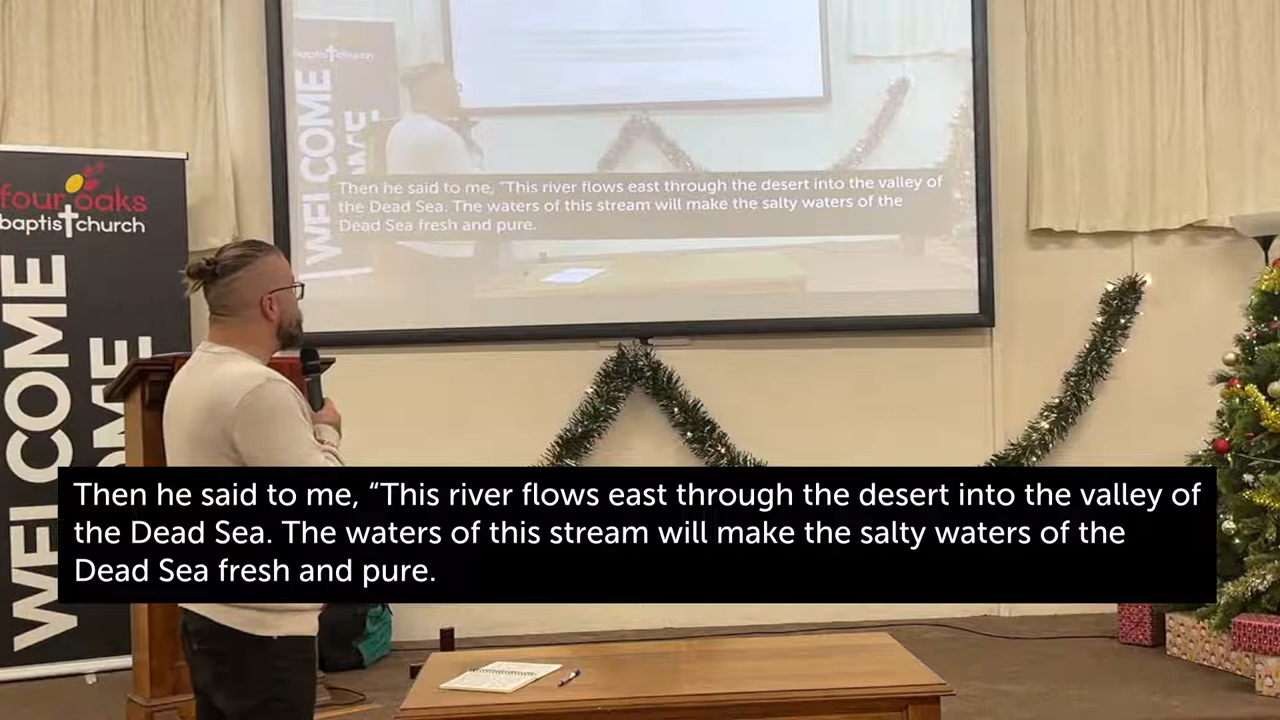 baptist church
WELCOME
Then he said to me, “This river flows east through the desert into the valley of
the Dead Sea. The waters of this stream will make the salty waters of the
Dead Sea fresh and pure.
four oaks
baptist church
WELCOME
Then he said to me, “This river flows east through the desert into the valley of
the Dead Sea. The waters of this stream will make the salty waters of the
Dead Sea fresh and pure.